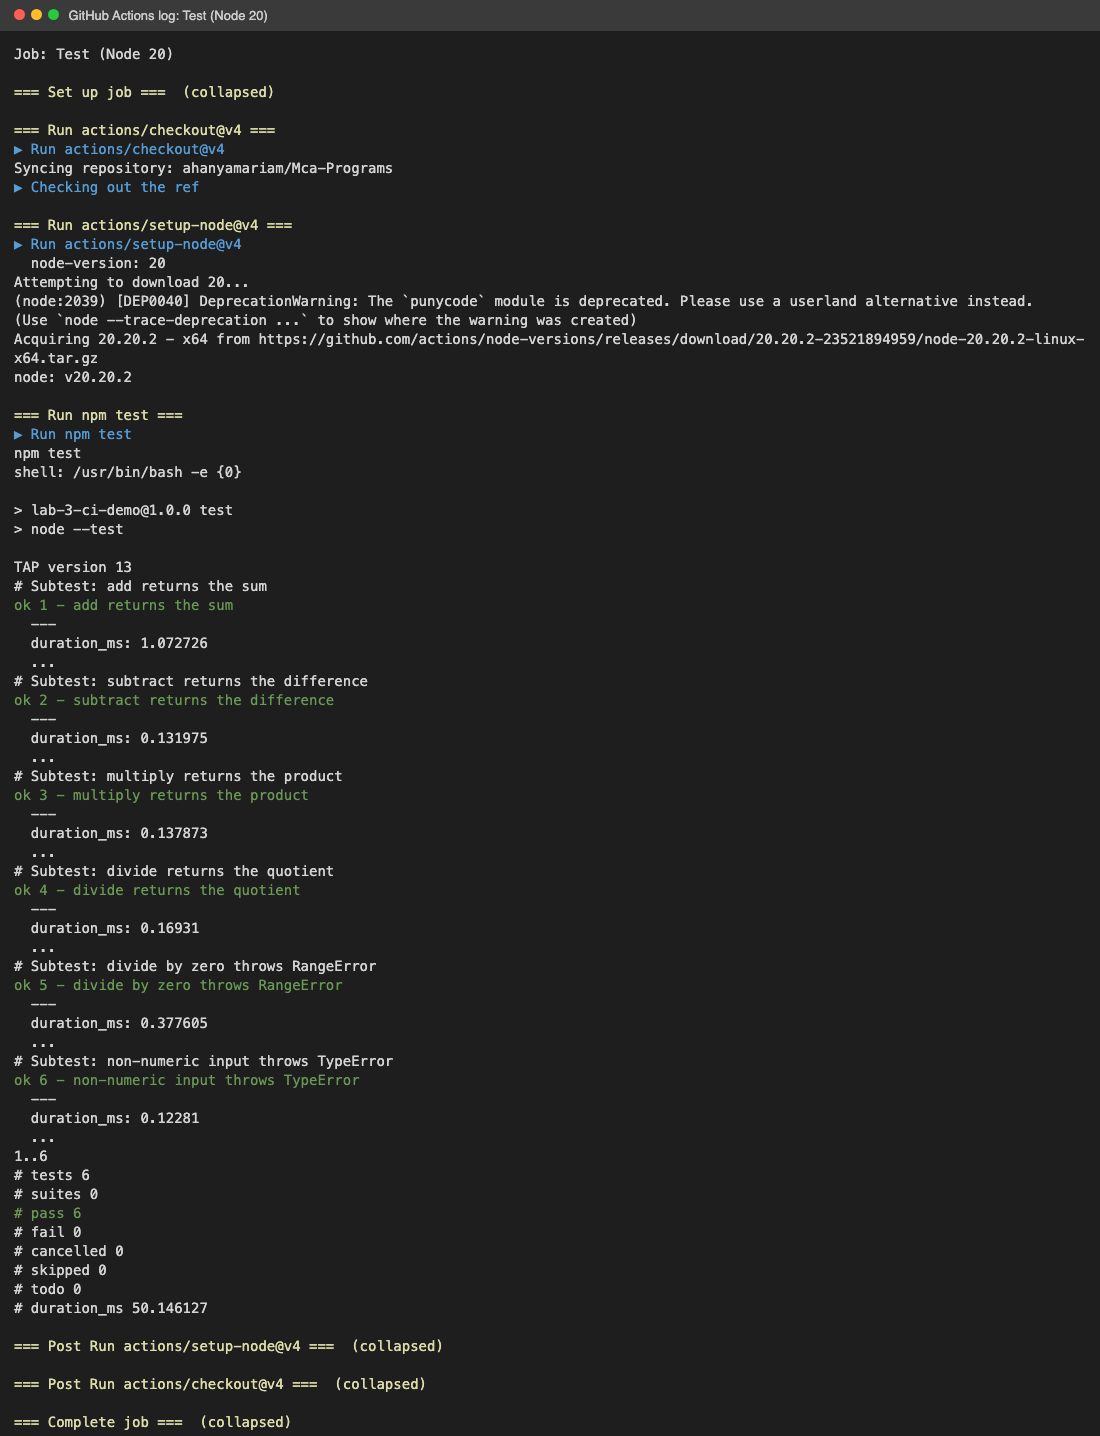 GitHub Actions log: Test (Node 20)
Job: Test (Node 20)
=== Set up job ===  (collapsed)
=== Run actions/checkout@v4 ===
▶ Run actions/checkout@v4
Syncing repository: ahanyamariam/Mca-Programs
▶ Checking out the ref
=== Run actions/setup-node@v4 ===
▶ Run actions/setup-node@v4
  node-version: 20
Attempting to download 20...
(node:2039) [DEP0040] DeprecationWarning: The `punycode` module is deprecated. Please use a userland alternative instead.
(Use `node --trace-deprecation ...` to show where the warning was created)
Acquiring 20.20.2 - x64 from https://github.com/actions/node-versions/releases/download/20.20.2-23521894959/node-20.20.2-linux-
x64.tar.gz
node: v20.20.2
=== Run npm test ===
▶ Run npm test
npm test
shell: /usr/bin/bash -e {0}
> lab-3-ci-demo@1.0.0 test
> node --test
TAP version 13
# Subtest: add returns the sum
ok 1 - add returns the sum
  ---
  duration_ms: 1.072726
  ...
# Subtest: subtract returns the difference
ok 2 - subtract returns the difference
  ---
  duration_ms: 0.131975
  ...
# Subtest: multiply returns the product
ok 3 - multiply returns the product
  ---
  duration_ms: 0.137873
  ...
# Subtest: divide returns the quotient
ok 4 - divide returns the quotient
  ---
  duration_ms: 0.16931
  ...
# Subtest: divide by zero throws RangeError
ok 5 - divide by zero throws RangeError
  ---
  duration_ms: 0.377605
  ...
# Subtest: non-numeric input throws TypeError
ok 6 - non-numeric input throws TypeError
  ---
  duration_ms: 0.12281
  ...
1..6
# tests 6
# suites 0
# pass 6
# fail 0
# cancelled 0
# skipped 0
# todo 0
# duration_ms 50.146127
=== Post Run actions/setup-node@v4 ===  (collapsed)
=== Post Run actions/checkout@v4 ===  (collapsed)
=== Complete job ===  (collapsed)